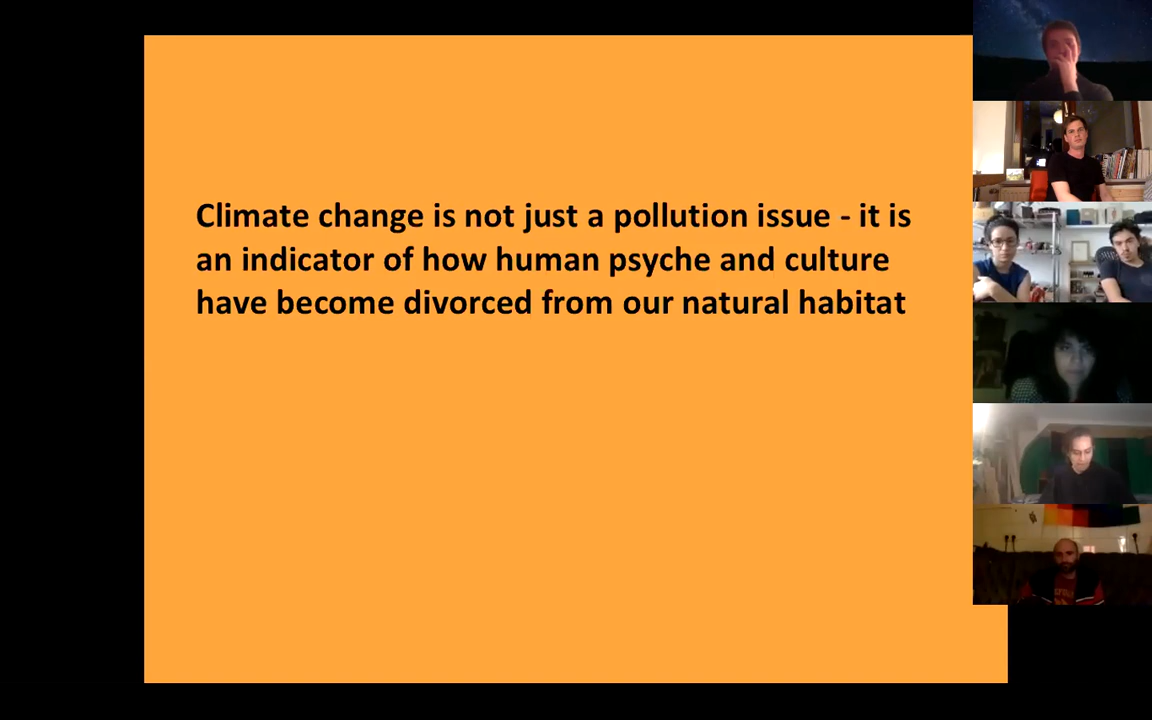 Climate change is not just a pollution issue - it is
an indicator of how human psyche and culture
have become divorced from our natural habitat